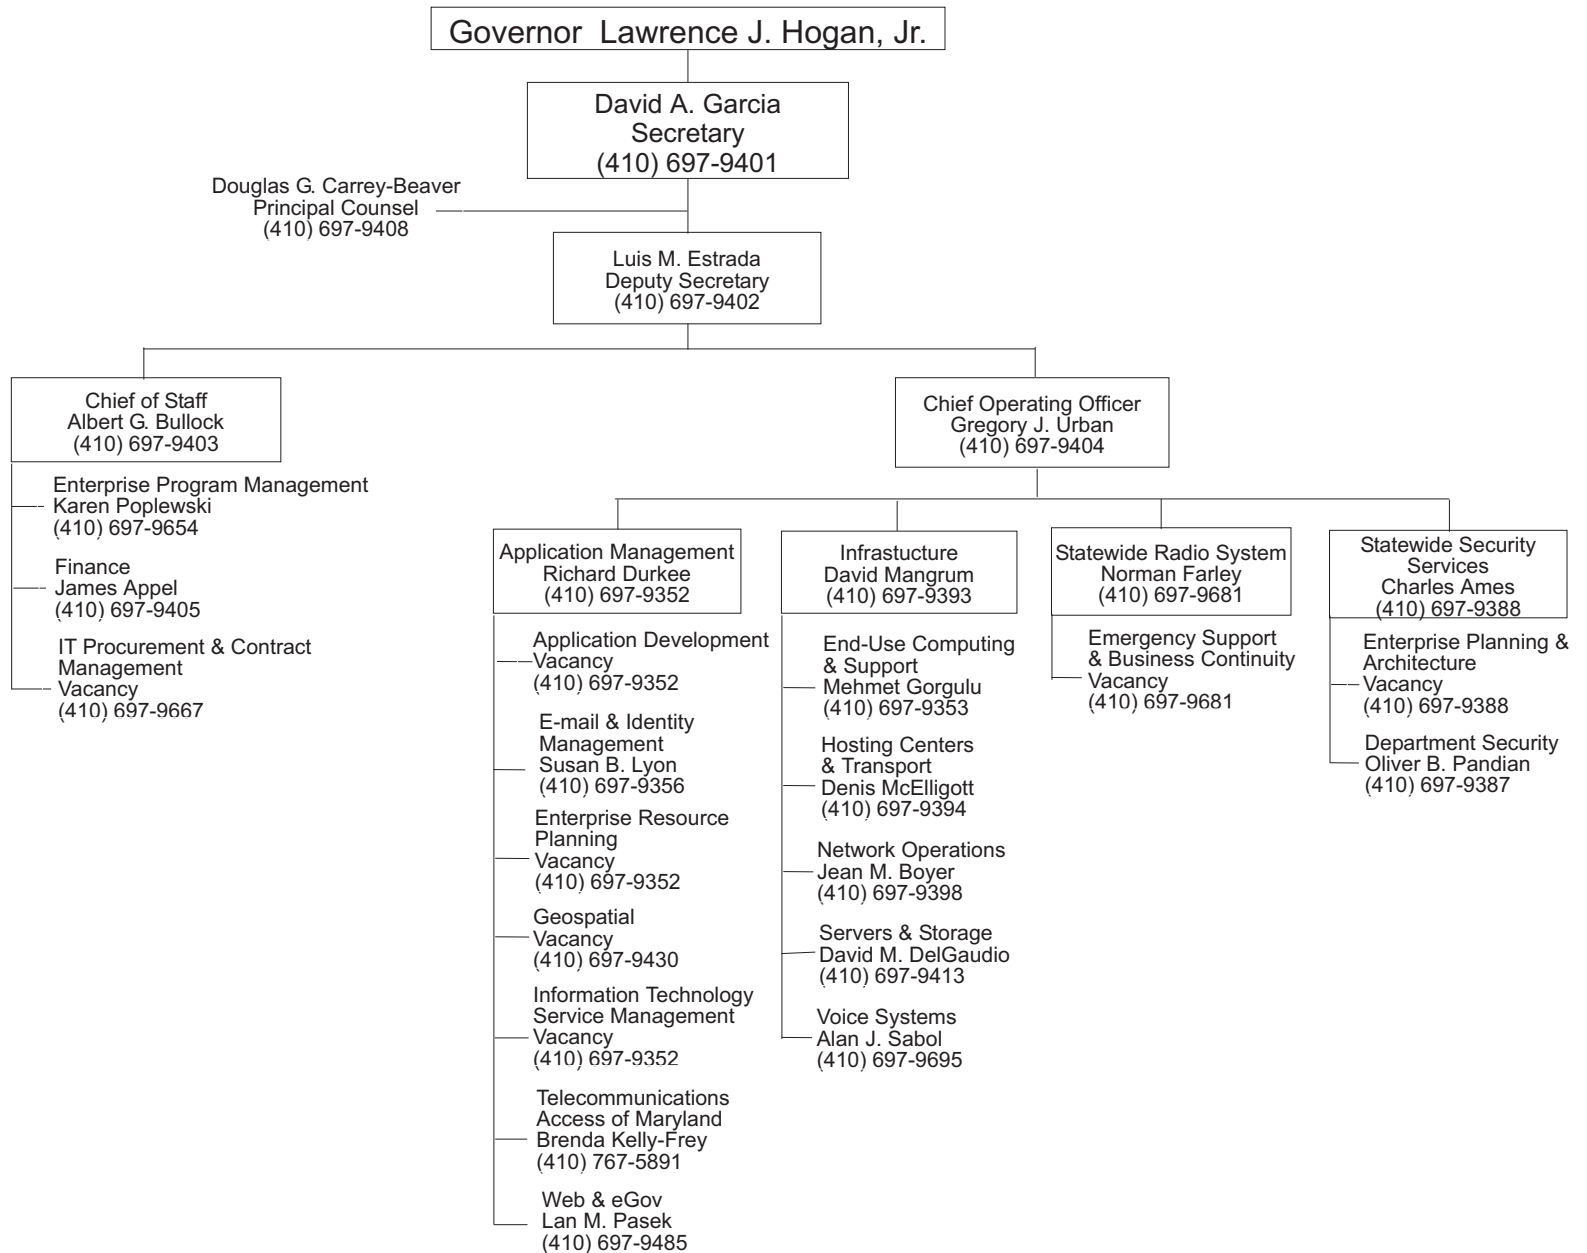 Governor Lawrence J. Hogan, Jr.
David A. Garcia
Secretary
(410) 697-9401
Douglas G. Carrey-Beaver
Principal Counsel
(410) 697-9408
Luis M. Estrada
Deputy Secretary
(410) 697-9402
Chief of Staff
Albert G. Bullock
(410) 697-9403
Enterprise Program Management
Karen Poplewski
(410) 697-9654
Finance
James Appel
(410) 697-9405
IT Procurement & Contract
Management
Vacancy
(410) 697-9667
Chief Operating Officer
Gregory J. Urban
(410) 697-9404
Application Management
Richard Durkee
(410) 697-9352
Application Development
Vacancy
(410) 697-9352
E-mail & Identity
Management
Susan B. Lyon
(410) 697-9356
Enterprise Resource
Planning
Vacancy
(410) 697-9352
Geospatial
Vacancy
(410) 697-9430
Information Technology
Service Management
Vacancy
(410) 697-9352
Telecommunications
Access of Maryland
Brenda Kelly-Frey
(410) 767-5891
Web & eGov
Lan M. Pasek
(410) 697-9485
Infrastucture
David Mangrum
(410) 697-9393
End-Use Computing
& Support
Mehmet Gorgulu
(410) 697-9353
Hosting Centers
& Transport
Denis McElligott
(410) 697-9394
Network Operations
Jean M. Boyer
(410) 697-9398
Servers & Storage
David M. DelGaudio
(410) 697-9413
Voice Systems
Alan J. Sabol
(410) 697-9695
Statewide Radio System
Norman Farley
(410) 697-9681
Emergency Support
& Business Continuity
Vacancy
(410) 697-9681
Statewide Security
Services
Charles Ames
(410) 697-9388
Enterprise Planning &
Architecture
Vacancy
(410) 697-9388
Department Security
Oliver B. Pandian
(410) 697-9387